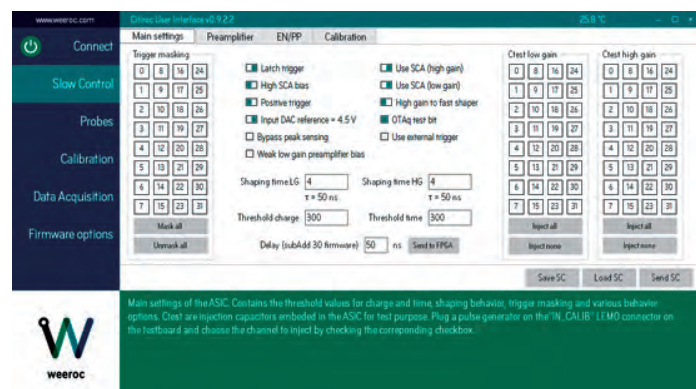 www.weeroc.com
Citiroc User Interface v0.9.2.2
25.8 °C
Connect
Slow Control
Probes
Calibration
Data Acquisition
Firmware options
Main settings Preamplifier EN/PP Calibration
Trigger masking
0 8 16 24
1 9 17 25
2 10 18 26
3 11 19 27
4 12 20 28
5 13 21 29
6 14 22 30
7 15 23 31
Mask all
Unmask all
Latch trigger
High SCA bias
Positive trigger
Input DAC reference = 4.5 V
Bypass peak sensing
Weak low gain preamplifier bias
Use SCA (high gain)
Use SCA (low gain)
High gain to fast shaper
OTAq test bit
Use external trigger
Shaping time LG 4
τ = 50 ns
Shaping time HG 4
τ = 50 ns
Threshold charge 300
Threshold time 300
Delay (subAdd 30 firmware) 50 ns Send to FPGA
Ctest low gain
0 8 16 24
1 9 17 25
2 10 18 26
3 11 19 27
4 12 20 28
5 13 21 29
6 14 22 30
7 15 23 31
Inject all
Inject none
Ctest high gain
0 8 16 24
1 9 17 25
2 10 18 26
3 11 19 27
4 12 20 28
5 13 21 29
6 14 22 30
7 15 23 31
Inject all
Inject none
Save SC Load SC Send SC
Main settings of the ASIC. Contains the threshold values for charge and time, shaping behavior, trigger masking and various behavior
options. Ctest are injection capacitors embeded in the ASIC for test purpose. Plug a pulse generator on the "IN_CALIB" LEMO connector on
the testboard and choose the channel to inject by checking the correponding checkbox.
weeroc